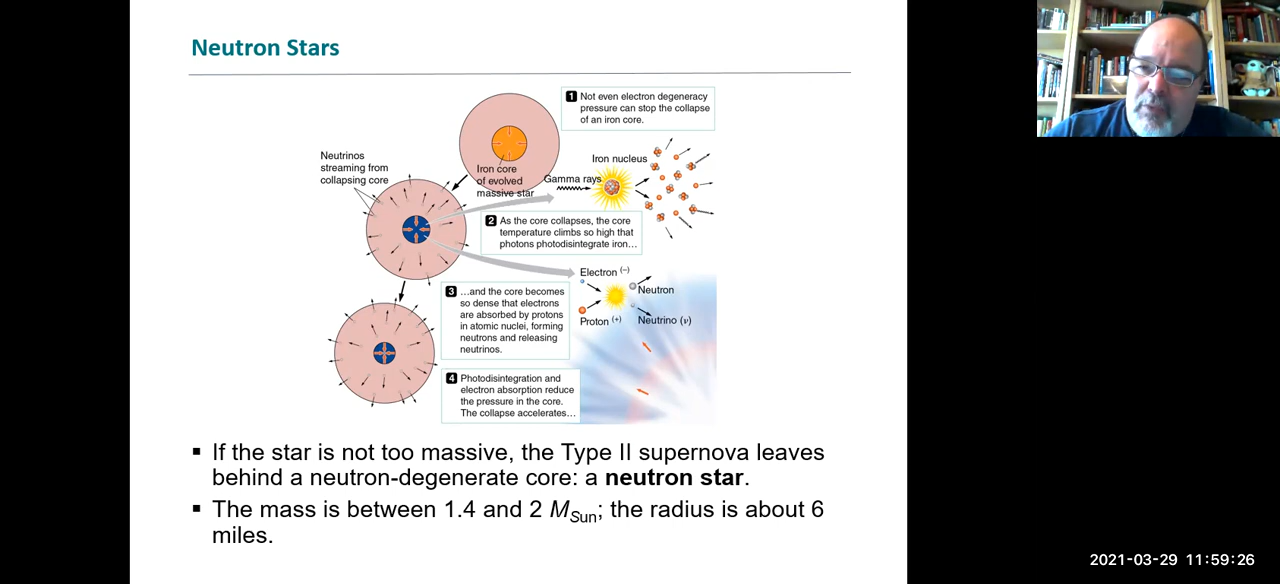 Neutron Stars
1 Not even electron degeneracy
pressure can stop the collapse
of an iron core.
Neutrinos
streaming from
collapsing core
Iron core
of evolved
massive star
Gamma rays
Iron nucleus
2 As the core collapses, the core
temperature climbs so high that
photons photodisintegrate iron…
Electron (–)
Neutron
Proton (+)
Neutrino (ν)
3 …and the core becomes
so dense that electrons
are absorbed by protons
in atomic nuclei, forming
neutrons and releasing
neutrinos.
4 Photodisintegration and
electron absorption reduce
the pressure in the core.
The collapse accelerates…
▪ If the star is not too massive, the Type II supernova leaves
behind a neutron-degenerate core: a neutron star.
▪ The mass is between 1.4 and 2 MSun; the radius is about 6
miles.
2021-03-29 11:59:26